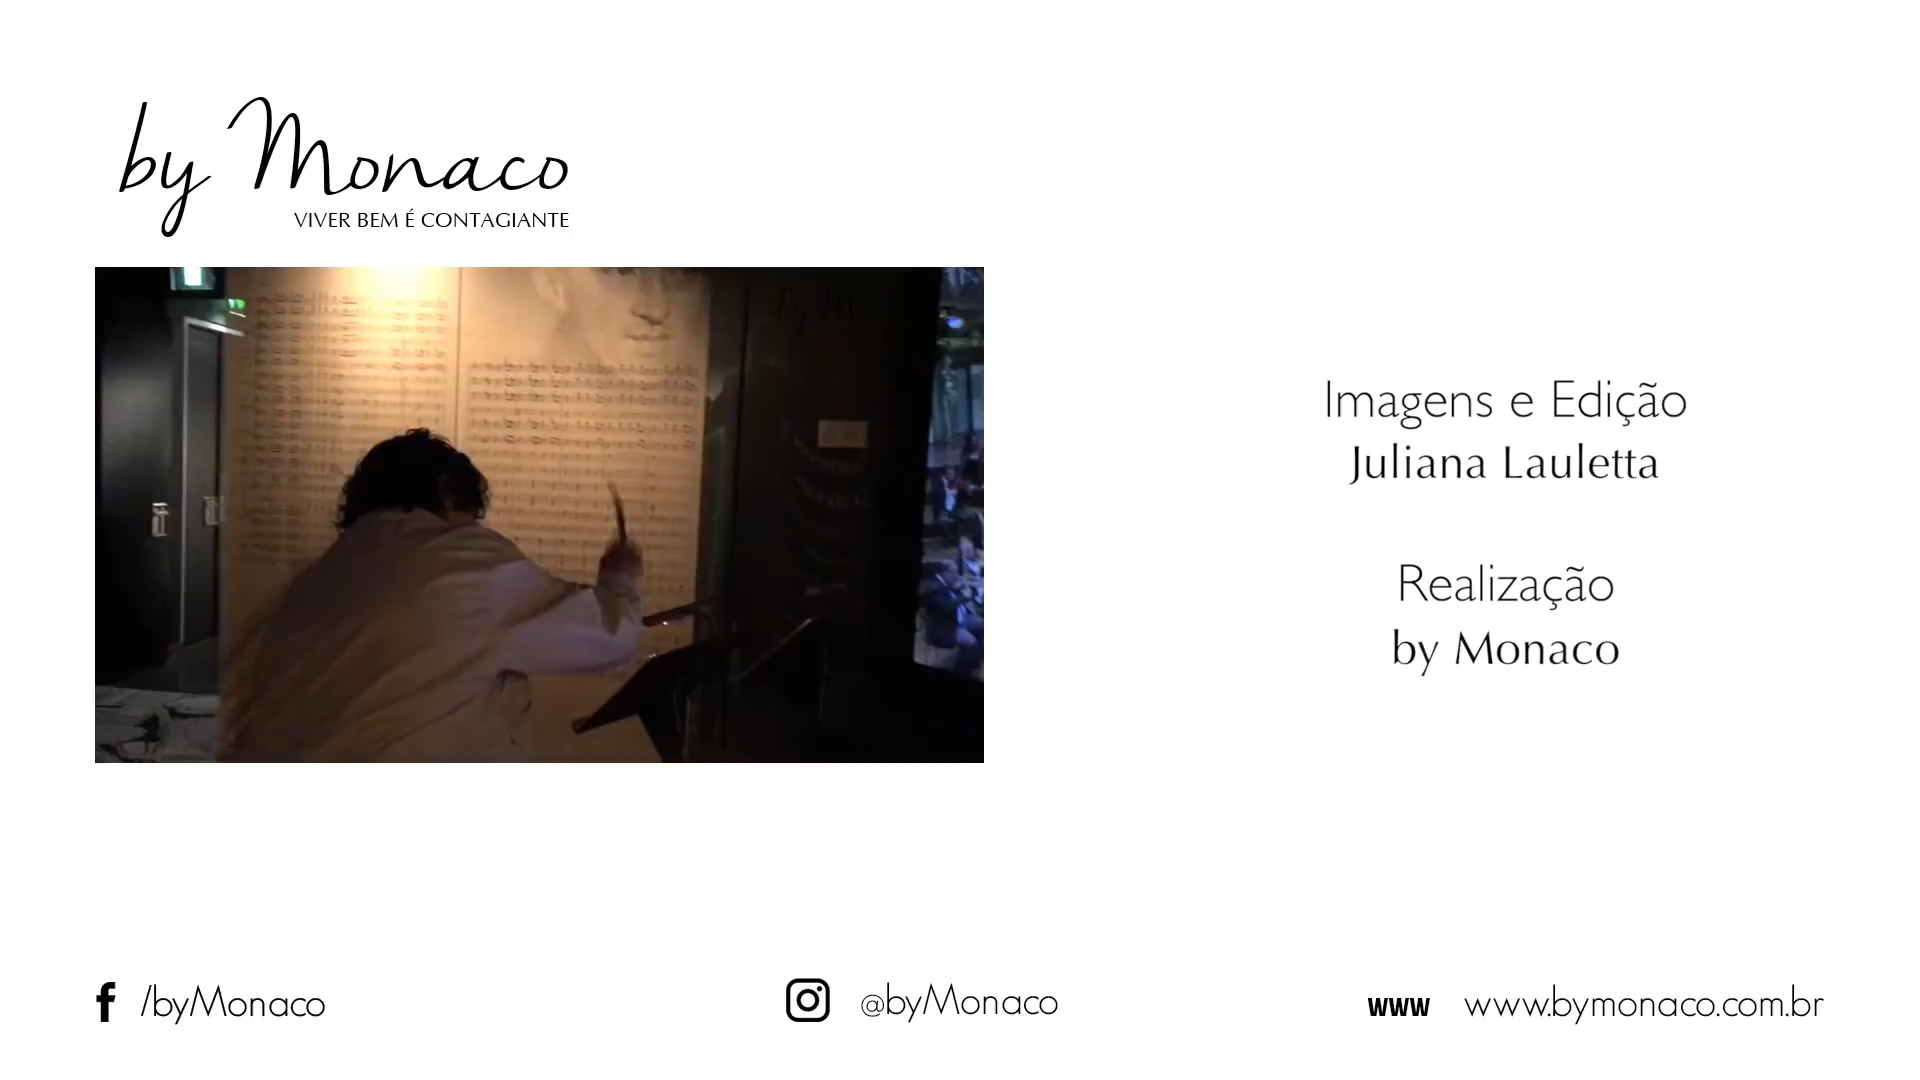 by Monaco
VIVER BEM É CONTAGIANTE
Imagens e Edição
Juliana Lauletta
Realização
by Monaco
/byMonaco
@byMonaco
www www.bymonaco.com.br